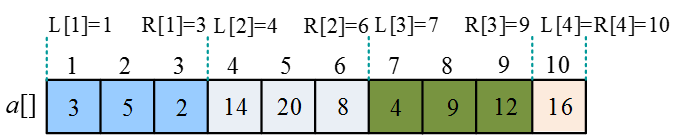 L[1]=1 R[1]=3 L[2]=4 R[2]=6 L[3]=7 R[3]=9 L[4]=R[4]=10
1 2 3 4 5 6 7 8 9 10
a[] 3 5 2 14 20 8 4 9 12 16